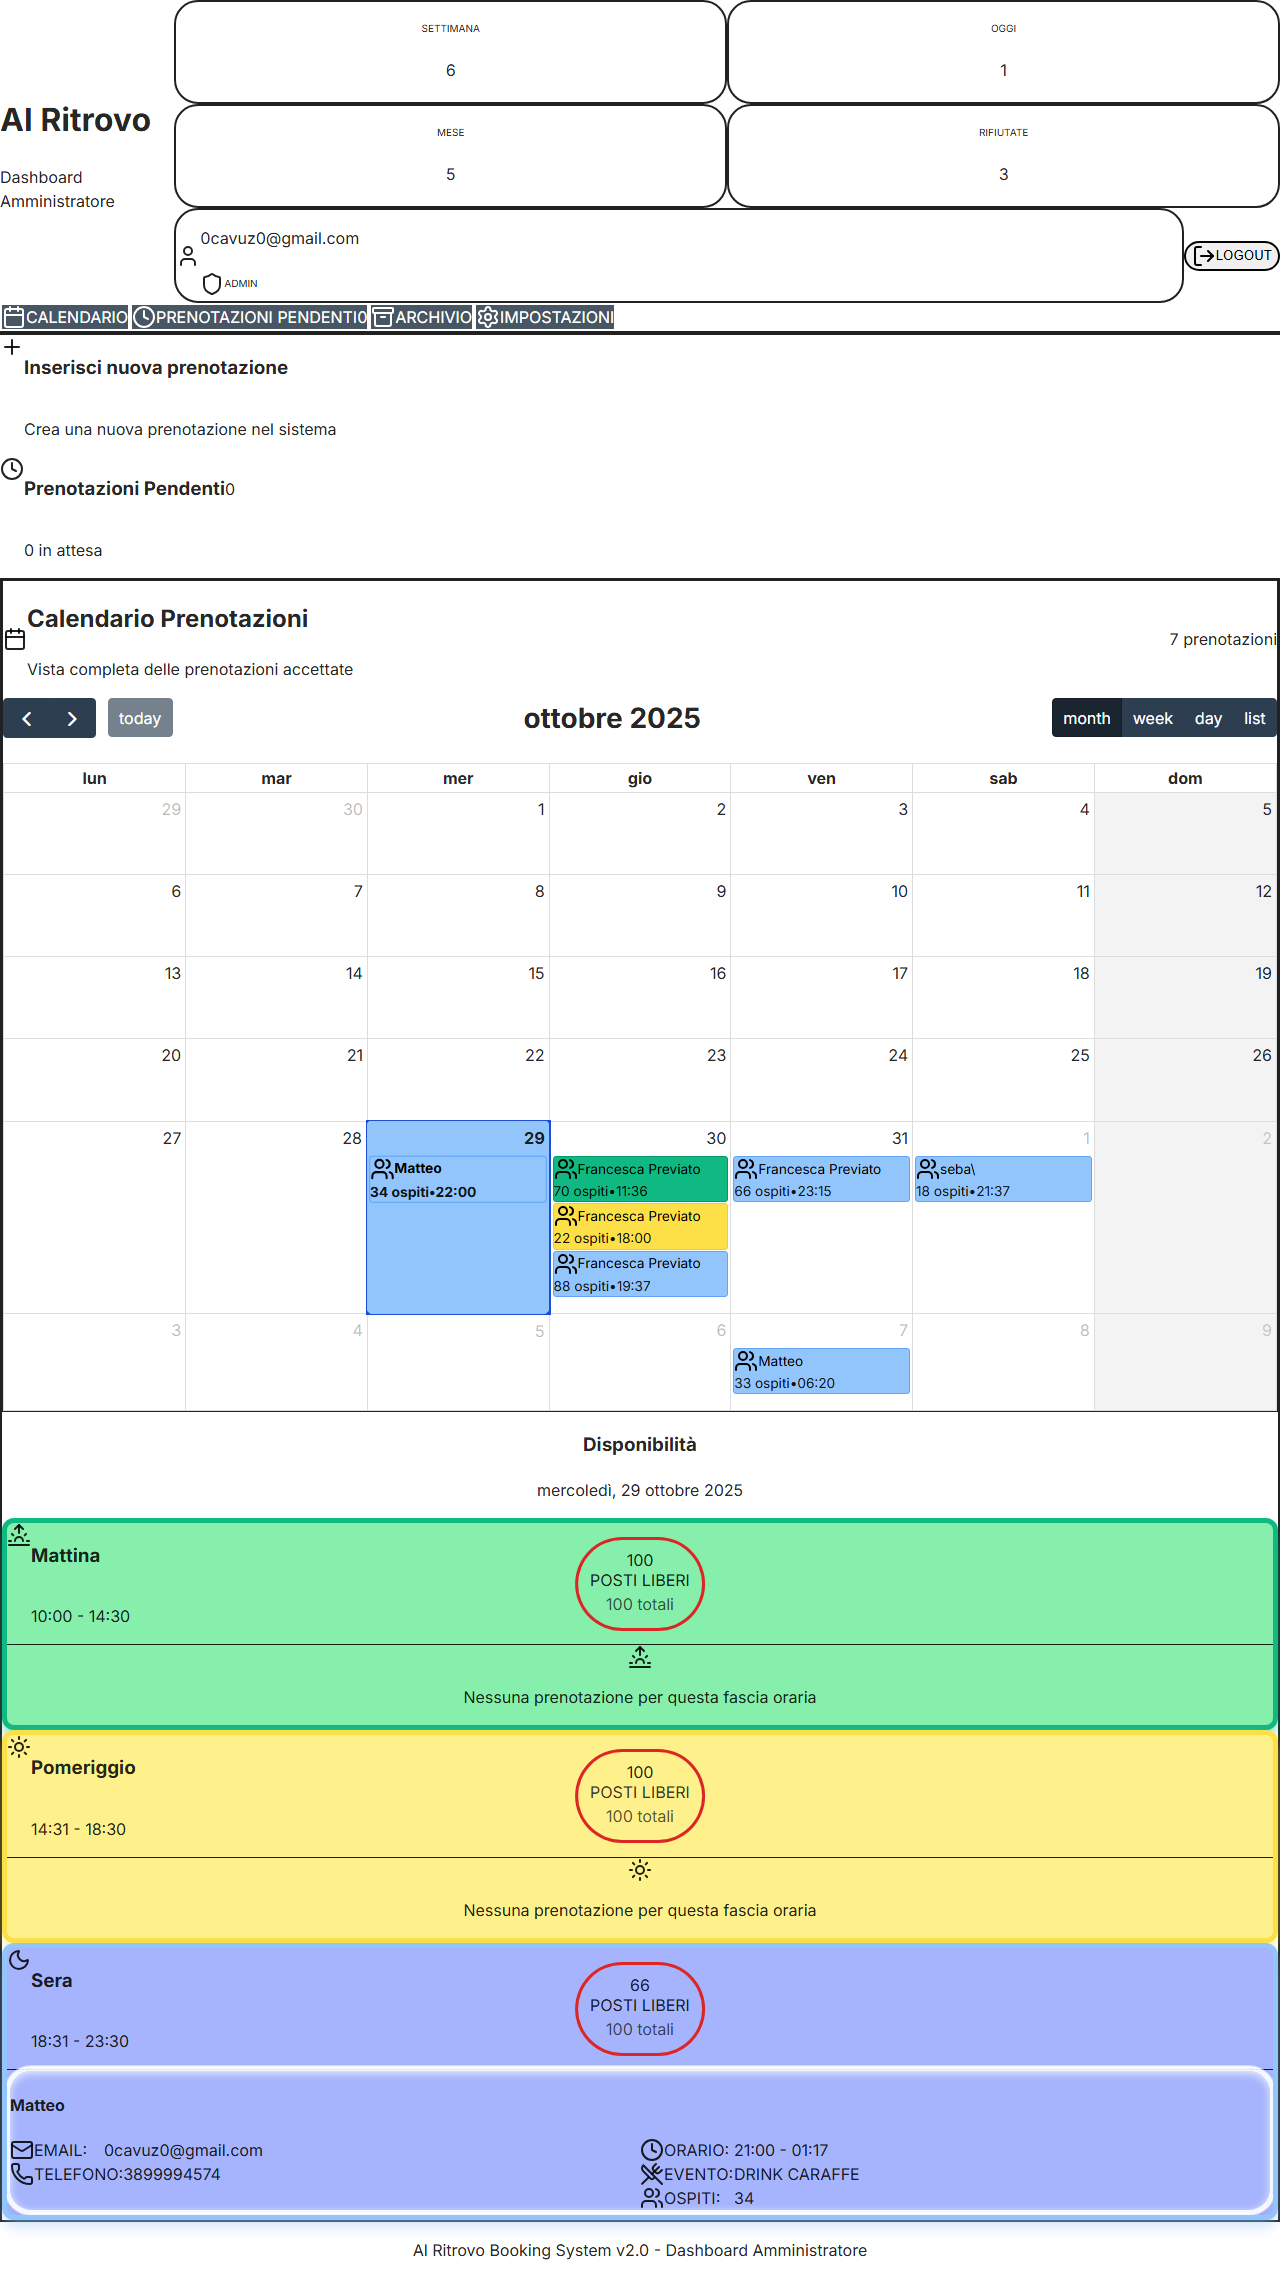 Al Ritrovo
Dashboard
Amministratore
SETTIMANA
6
OGGI
1
MESE
5
RIFIUTATE
3
0cavuz0@gmail.com
ADMIN
LOGOUT
CALENDARIO
PRENOTAZIONI PENDENTI0
ARCHIVIO
IMPOSTAZIONI
Inserisci nuova prenotazione
Crea una nuova prenotazione nel sistema
Prenotazioni Pendenti0
0 in attesa
Calendario Prenotazioni
Vista completa delle prenotazioni accettate
7 prenotazioni
today
ottobre 2025
month week day list
lun mar mer gio ven sab dom
29 30 1 2 3 4 5
6 7 8 9 10 11 12
13 14 15 16 17 18 19
20 21 22 23 24 25 26
27 28 29 30 31 1 2
Matteo
34 ospiti•22:00
Francesca Previato
70 ospiti•11:36
Francesca Previato
22 ospiti•18:00
Francesca Previato
88 ospiti•19:37
Francesca Previato
66 ospiti•23:15
seba\
18 ospiti•21:37
3 4 5 6 7 8 9
Matteo
33 ospiti•06:20
Disponibilità
mercoledì, 29 ottobre 2025
Mattina
10:00 - 14:30
100
POSTI LIBERI
100 totali
Nessuna prenotazione per questa fascia oraria
Pomeriggio
14:31 - 18:30
100
POSTI LIBERI
100 totali
Nessuna prenotazione per questa fascia oraria
Sera
18:31 - 23:30
66
POSTI LIBERI
100 totali
Matteo
EMAIL: 0cavuz0@gmail.com
TELEFONO:3899994574
ORARIO: 21:00 - 01:17
EVENTO:DRINK CARAFFE
OSPITI: 34
Al Ritrovo Booking System v2.0 - Dashboard Amministratore